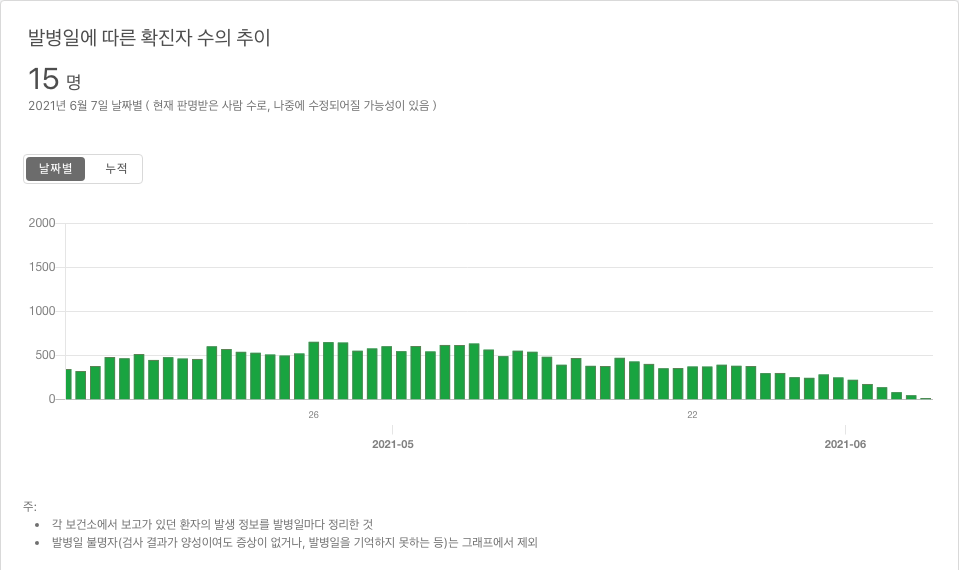 발병일에 따른 확진자 수의 추이
15 명
2021년 6월 7일 날짜별 ( 현재 판명받은 사람 수로, 나중에 수정되어질 가능성이 있음 )
날짜별 누적
2000
1500
1000
500
0
26 22
2021-05 2021-06
주:
• 각 보건소에서 보고가 있던 환자의 발생 정보를 발병일마다 정리한 것
• 발병일 불명자(검사 결과가 양성이여도 증상이 없거나, 발병일을 기억하지 못하는 등)는 그래프에서 제외